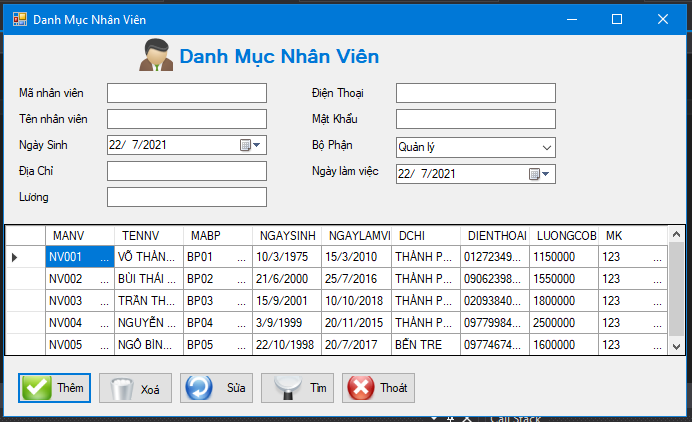 Danh Mục Nhân Viên
Danh Mục Nhân Viên
Mã nhân viên
Điện Thoại
Tên nhân viên
Mật Khẩu
Ngày Sinh
22/ 7/2021
Bộ Phận
Quản lý
Địa Chỉ
Ngày làm việc
22/ 7/2021
Lương
MANV TENNV MABP NGAYSINH NGAYLAMVI DCHI DIENTHOAI LUONGCOB MK
NV001 ... VÕ THÀN... BP01 ... 10/3/1975 15/3/2010 THÀNH P... 01272349... 1150000 123 ...
NV002 ... BÙI THÁI ... BP02 ... 21/6/2000 25/7/2016 THÀNH P... 09062398... 1550000 123 ...
NV003 ... TRẦN TH... BP03 ... 15/9/2001 10/10/2018 THÀNH P... 02093840... 1800000 123 ...
NV004 ... NGUYỄN ... BP04 ... 3/9/1999 20/11/2015 THÀNH P... 09779984... 2500000 123 ...
NV005 ... NGÔ BÌN... BP05 ... 22/10/1998 20/7/2017 BẾN TRE 09774674... 1600000 123 ...
Thêm Xoá Sửa Tìm Thoát
Call Stack